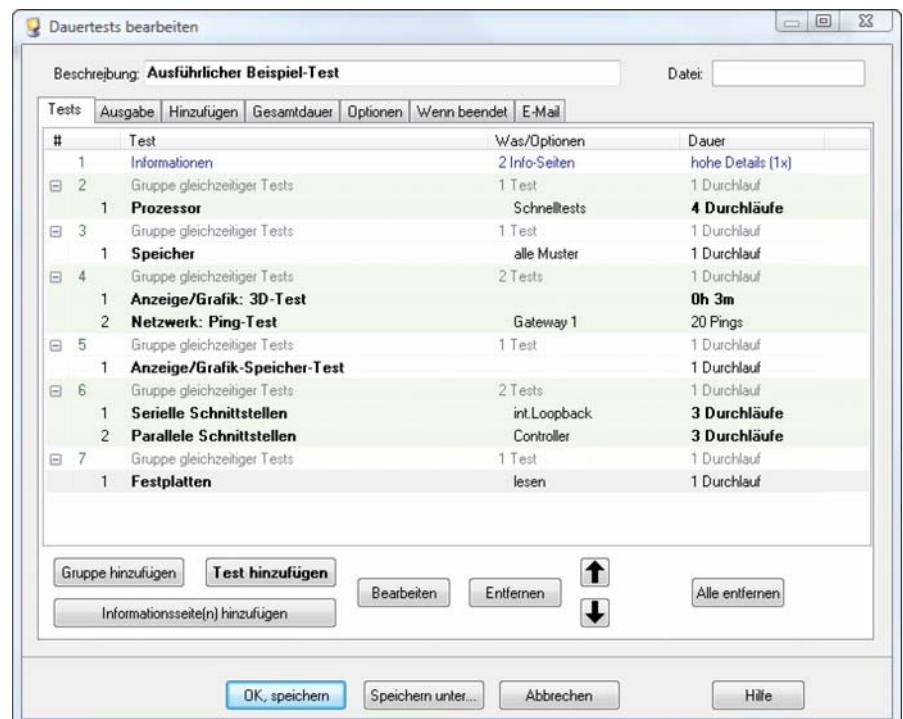 Dauertests bearbeiten
Beschreibung: Ausführlicher Beispiel-Test Datei:
Tests Ausgabe Hinzufügen Gesamtdauer Optionen Wenn beendet E-Mail
# Test Was/Optionen Dauer
1 Informationen 2 Info-Seiten hohe Details (1x)
2 Gruppe gleichzeitiger Tests 1 Test 1 Durchlauf
1 Prozessor Schnelltests 4 Durchläufe
3 Gruppe gleichzeitiger Tests 1 Test 1 Durchlauf
1 Speicher alle Muster 1 Durchlauf
4 Gruppe gleichzeitiger Tests 2 Tests 1 Durchlauf
1 Anzeige/Grafik: 3D-Test 0h 3m
2 Netzwerk: Ping-Test Gateway 1 20 Pings
5 Gruppe gleichzeitiger Tests 1 Test 1 Durchlauf
1 Anzeige/Grafik-Speicher-Test 1 Durchlauf
6 Gruppe gleichzeitiger Tests 2 Tests 1 Durchlauf
1 Serielle Schnittstellen int.Loopback 3 Durchläufe
2 Parallele Schnittstellen Controller 3 Durchläufe
7 Gruppe gleichzeitiger Tests 1 Test 1 Durchlauf
1 Festplatten lesen 1 Durchlauf
Gruppe hinzufügen Test hinzufügen
Bearbeiten Entfernen Alle entfernen
Informationsseite(n) hinzufügen
OK, speichern Speichern unter... Abbrechen Hilfe